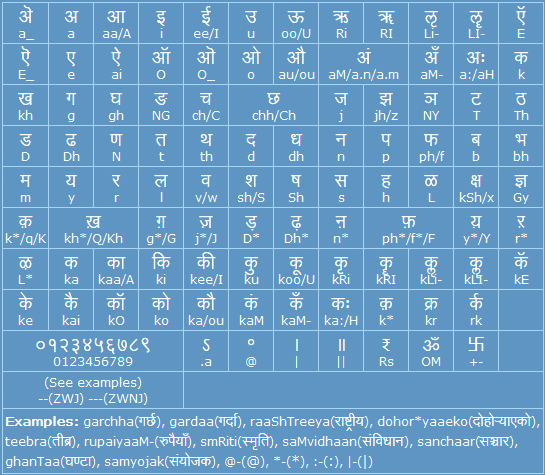 ऄ अ आ इ ई उ ऊ ऋ ॠ ऌ ॡ ऍ
a_ a aa/A i ee/I u oo/U Ri RI Li- LI- E
ऎ ए ऐ ऑ ऒ ओ औ अं अँ अः क
E_ e ai O O_ o au/ou aM/a.n/a.m aM- a:/aH k
ख ग घ ङ च छ ज झ ञ ट ठ
kh g gh NG ch/C chh/Ch j jh/z NY T Th
ड ढ ण त थ द ध न प फ ब भ
D Dh N t th d dh n p ph/f b bh
म य र ल व श ष स ह ळ क्ष ज्ञ
m y r l v/w sh/S Sh s h L kSh/x Gy
क़ ख़ ग़ ज़ ड़ ढ़ ऩ फ़ य़ ऱ
k*/q/K kh*/Q/Kh g*/G j*/J D* Dh* n* ph*/f*/F y*/Y r*
ऴ क का कि की कु कू कृ कॄ कॢ कॣ कॅ
L* ka kaa/A ki kee/I ku koo/U kRi kRI kLi- kLI- kE
के कै कॉ को कौ कं कँ कः क़ क्र र्क
ke kai kO ko ka/ou kaM kaM- ka:/H k* kr rk
०१२३४५६७८९ ऽ ॰ । ॥ ₹ ॐ 卐
0123456789 .a @ | || Rs OM +-
(See examples)
--(ZWJ) ---(ZWNJ)
Examples: garchha(गर्छ), gardaa(गर्दा), raaShTreeya(राष्ट्रीय), dohor*yaaeko(दोहोऱ्याएको)
teebra(तीब्र), rupaiyaaM-(रुपैयाँ), smRiti(स्मृति), saMvidhaan(संविधान), sanchaar(सञ्चार),
ghanTaa(घण्टा), samyojak(संयोजक), @-(@), *-(*), :-(:), |-(|)